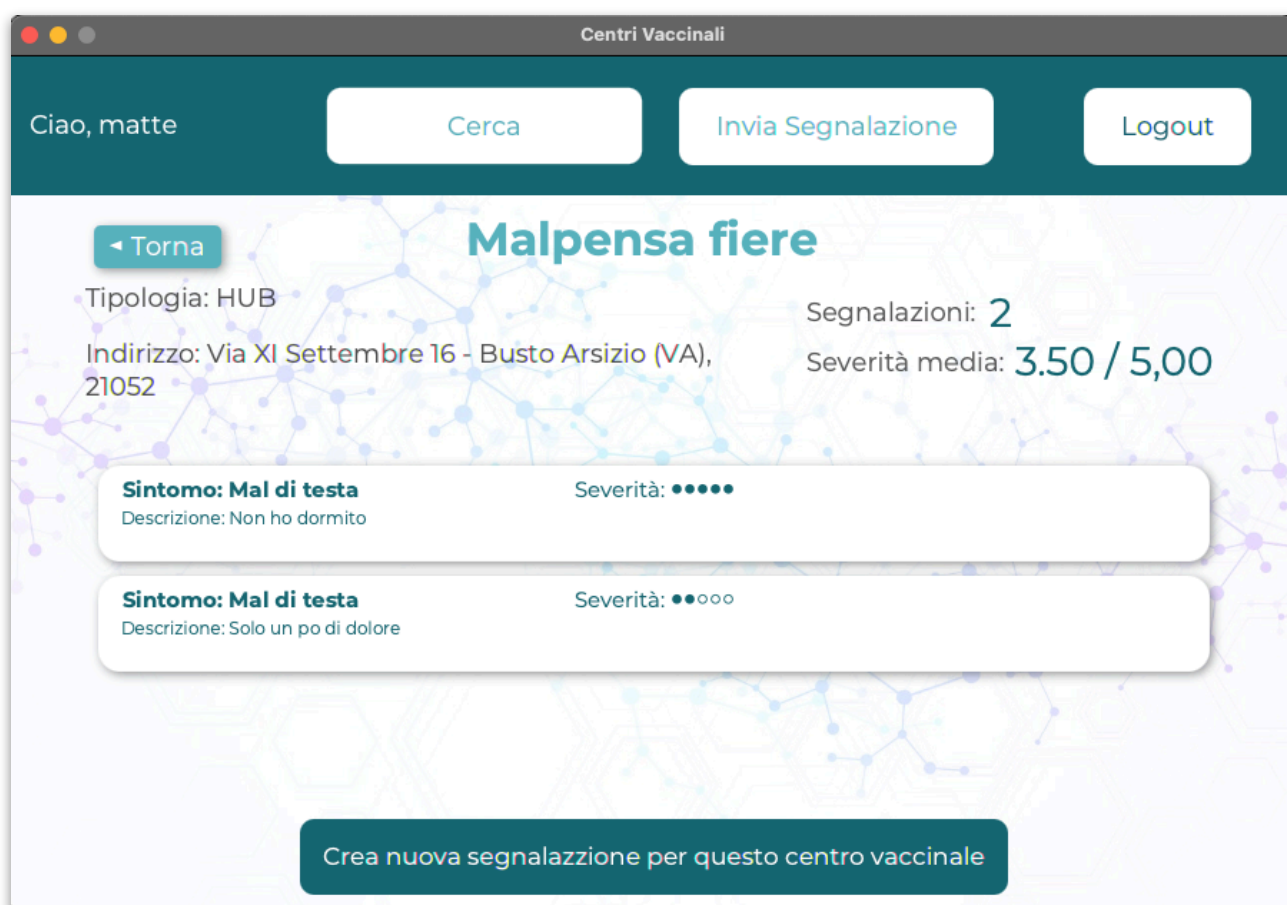 Centri Vaccinali
Ciao, matte
Cerca
Invia Segnalazione
Logout
◄ Torna
Malpensa fiere
Tipologia: HUB
Indirizzo: Via XI Settembre 16 - Busto Arsizio (VA),
21052
Segnalazioni: 2
Severità media: 3.50 / 5,00
Sintomo: Mal di testa
Severità: ●●●●●
Descrizione: Non ho dormito
Sintomo: Mal di testa
Severità: ●●○○○
Descrizione: Solo un po di dolore
Crea nuova segnalazzione per questo centro vaccinale